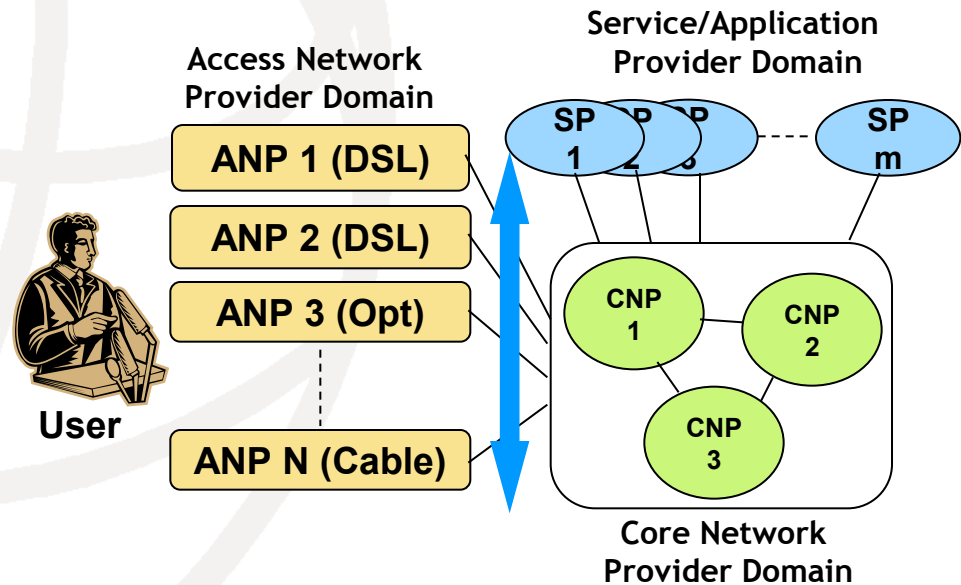 Service/Application
Provider Domain
Access Network
Provider Domain
ANP 1 (DSL)
ANP 2 (DSL)
ANP 3 (Opt)
ANP N (Cable)
User
SP
1
SP
m
CNP
1
CNP
2
CNP
3
Core Network
Provider Domain